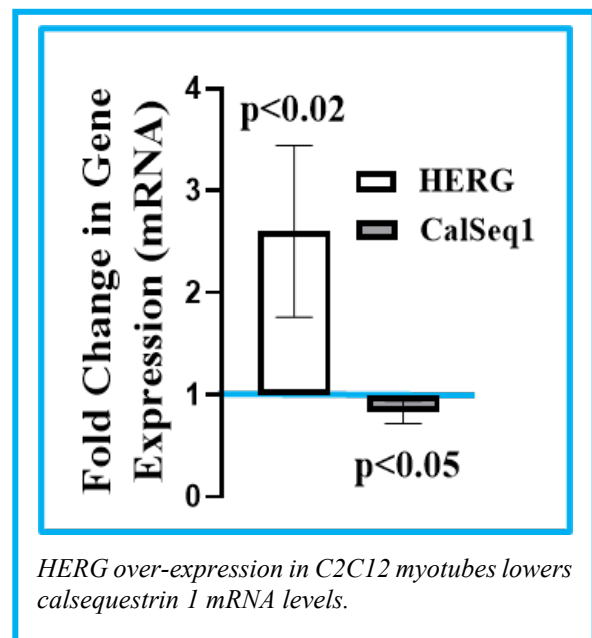 Fold Change in Gene
Expression (mRNA)
4
3
2
1
0
p<0.02
HERG
CalSeq1
p<0.05
HERG over-expression in C2C12 myotubes lowers
calsequestrin 1 mRNA levels.